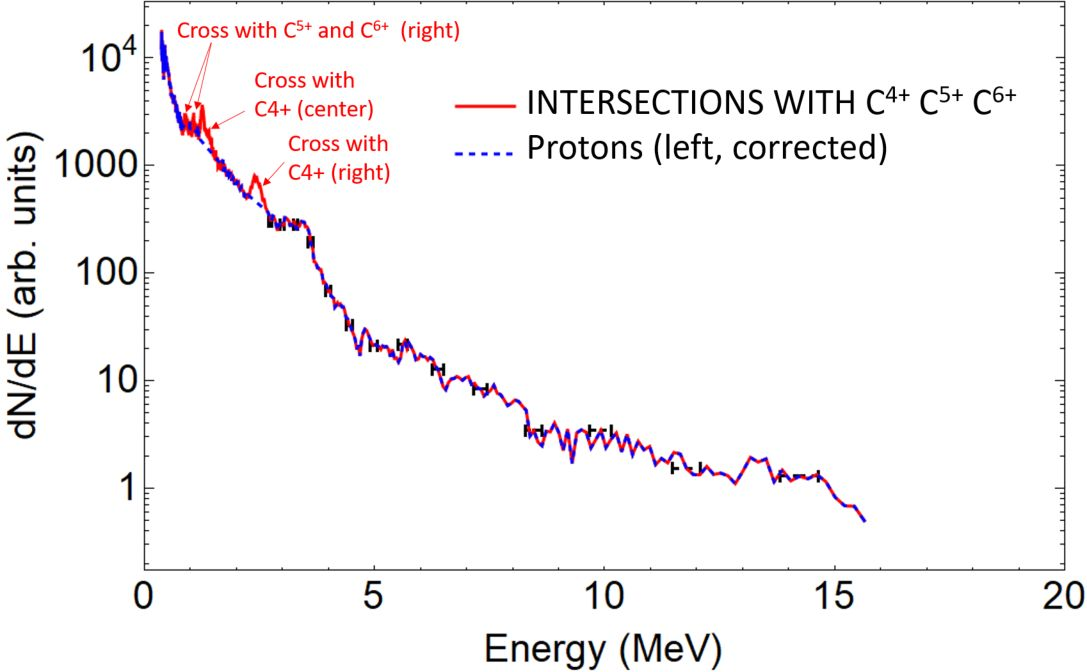 Cross with C⁵⁺ and C⁶⁺ (right)
Cross with
C4+ (center)
Cross with
C4+ (right)
INTERSECTIONS WITH C⁴⁺ C⁵⁺ C⁶⁺
Protons (left, corrected)
dN/dE (arb. units)
10⁴
1000
100
10
1
0
5
10
15
20
Energy (MeV)